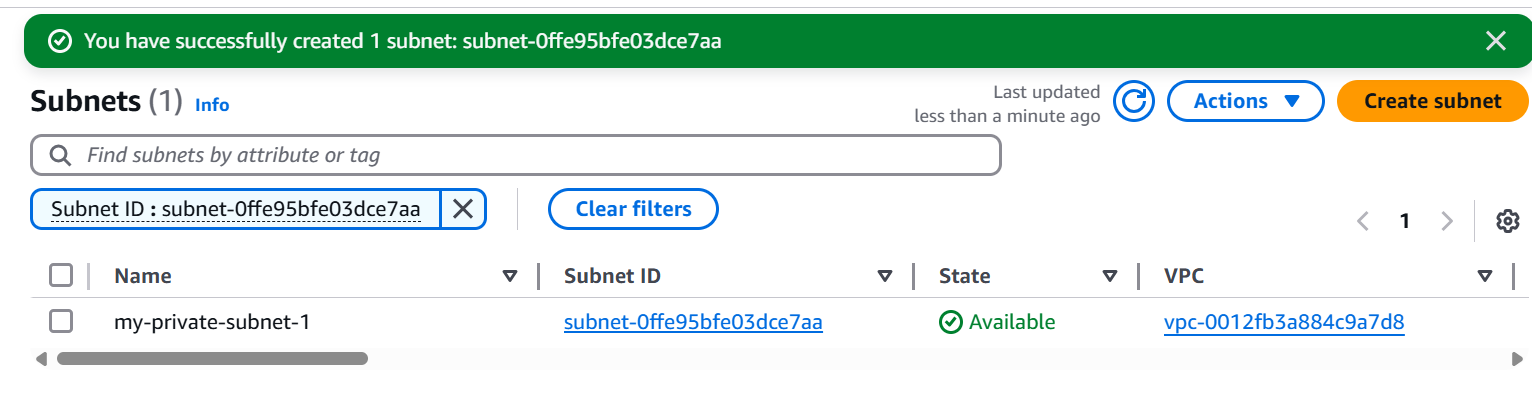 You have successfully created 1 subnet: subnet-0ffe95bfe03dce7aa
Subnets (1) Info
Last updated
less than a minute ago
Actions
Create subnet
Find subnets by attribute or tag
Subnet ID : subnet-0ffe95bfe03dce7aa
Clear filters
1
Name Subnet ID State VPC
my-private-subnet-1 subnet-0ffe95bfe03dce7aa Available vpc-0012fb3a884c9a7d8